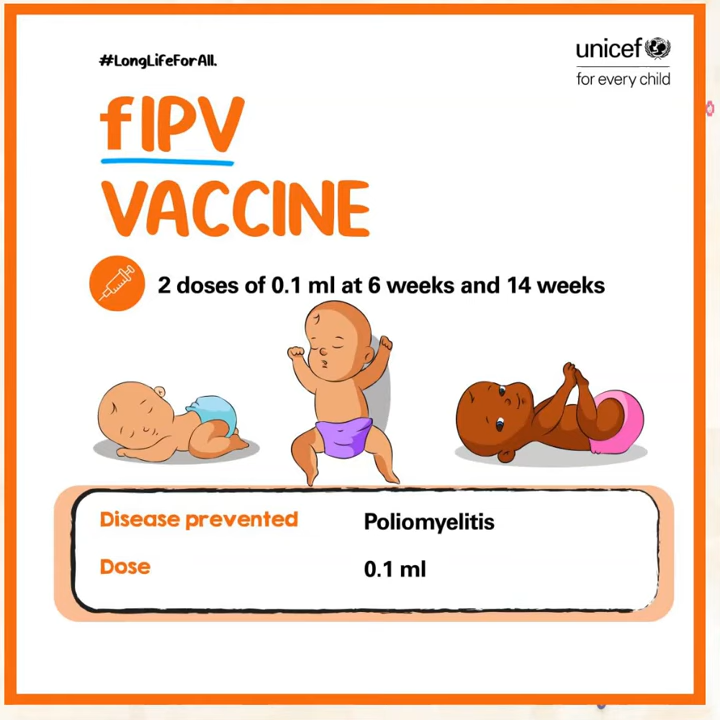 #LongLifeForAll.
unicef
for every child
fIPV
VACCINE
2 doses of 0.1 ml at 6 weeks and 14 weeks
Disease prevented Poliomyelitis
Dose 0.1 ml